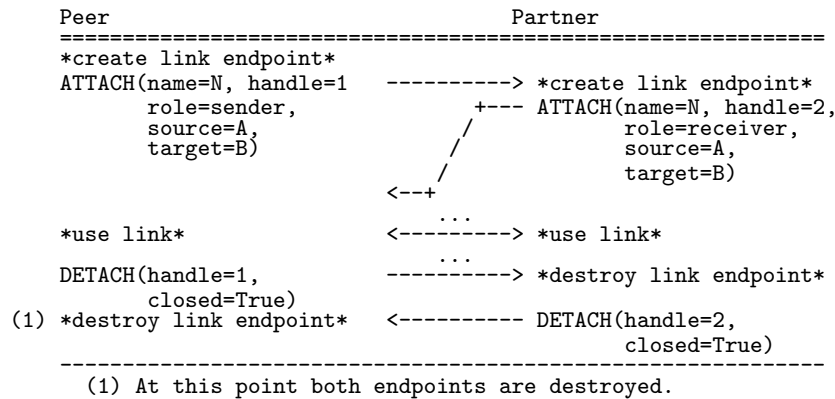 Peer Partner
=============================================================
*create link endpoint*
ATTACH(name=N, handle=1 ----------> *create link endpoint*
role=sender, +--- ATTACH(name=N, handle=2,
source=A, / role=receiver,
target=B) / source=A,
/ target=B)
<--+
...
*use link* <----------> *use link*
...
DETACH(handle=1, ----------> *destroy link endpoint*
closed=True)
(1) *destroy link endpoint* <---------- DETACH(handle=2,
closed=True)
-------------------------------------------------------------
(1) At this point both endpoints are destroyed.